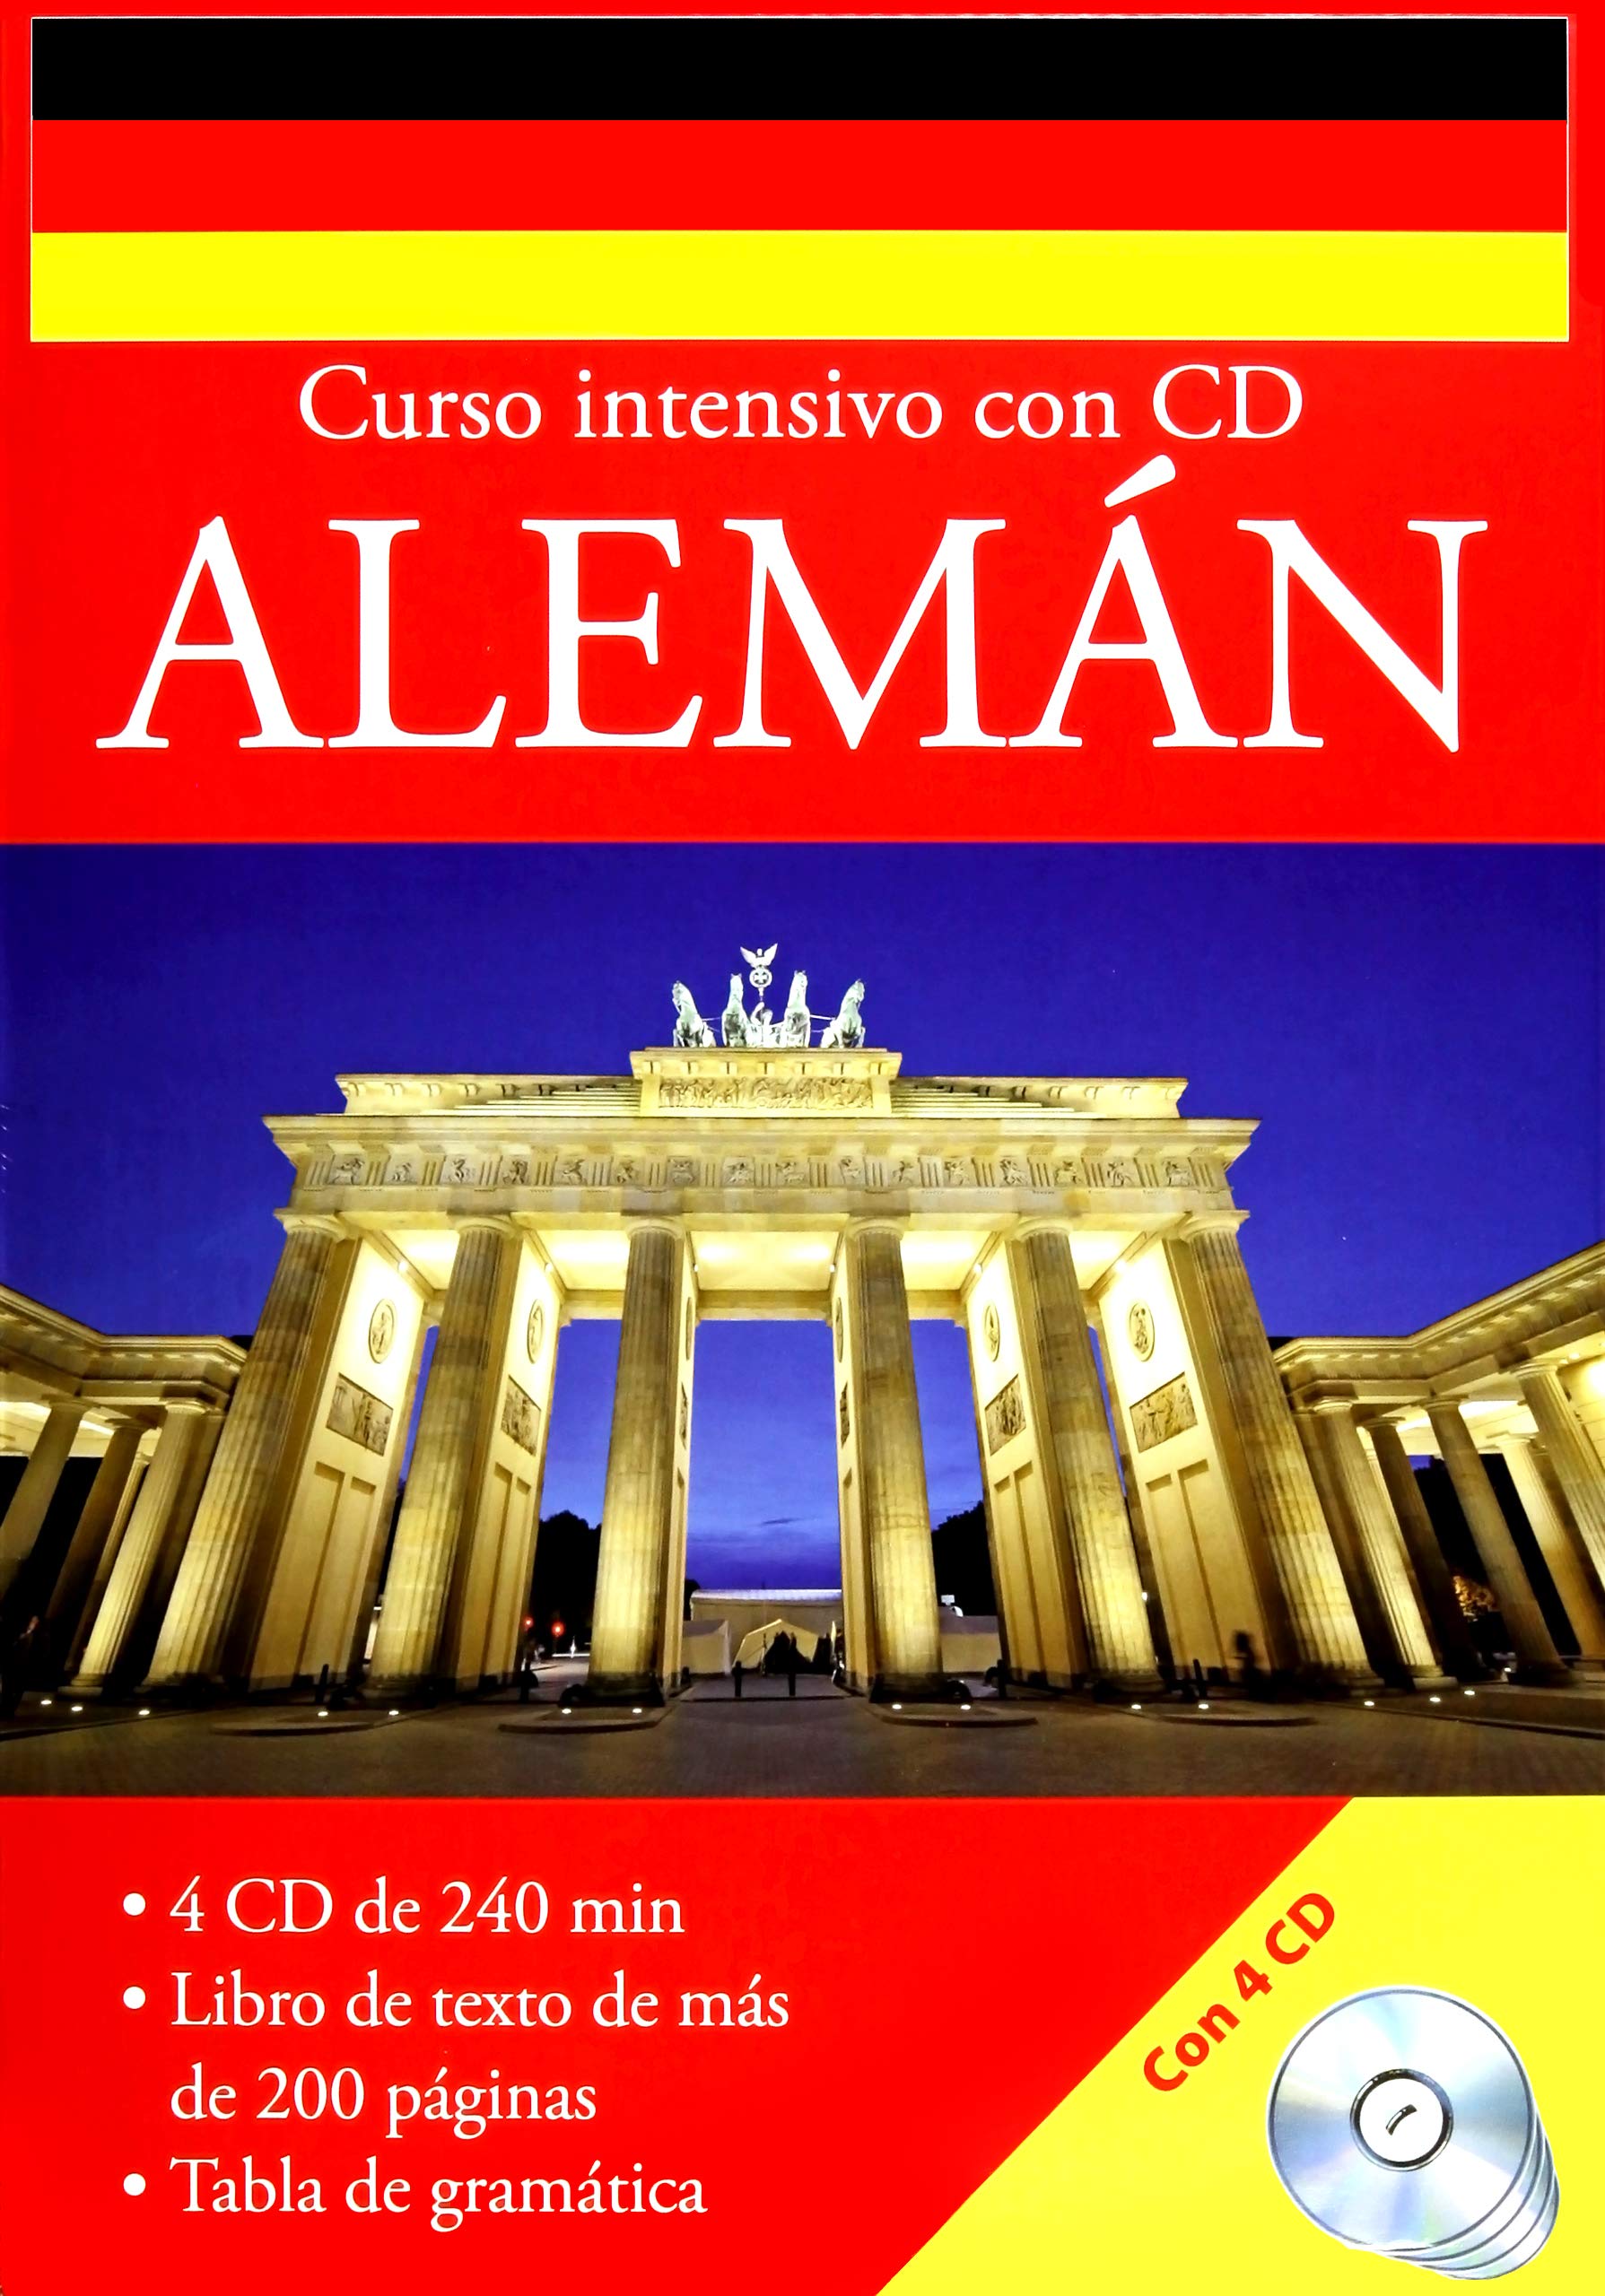 Curso intensivo con CD
ALEMÁN
• 4 CD de 240 min
• Libro de texto de más
de 200 páginas
• Tabla de gramática
Con 4 CD